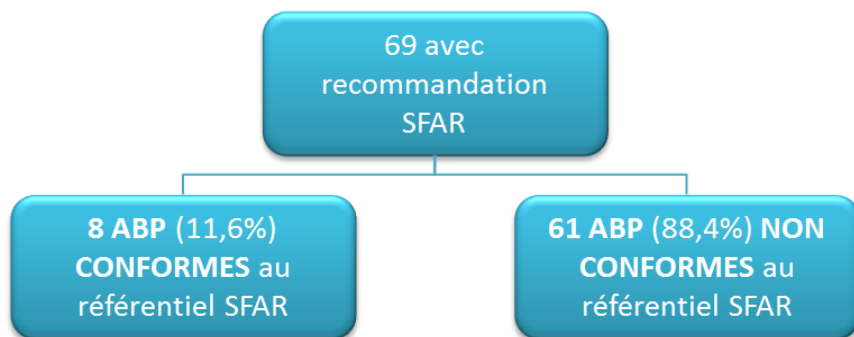 69 avec
recommandation
SFAR
8 ABP (11,6%)
CONFORMES au
référentiel SFAR
61 ABP (88,4%) NON
CONFORMES au
référentiel SFAR